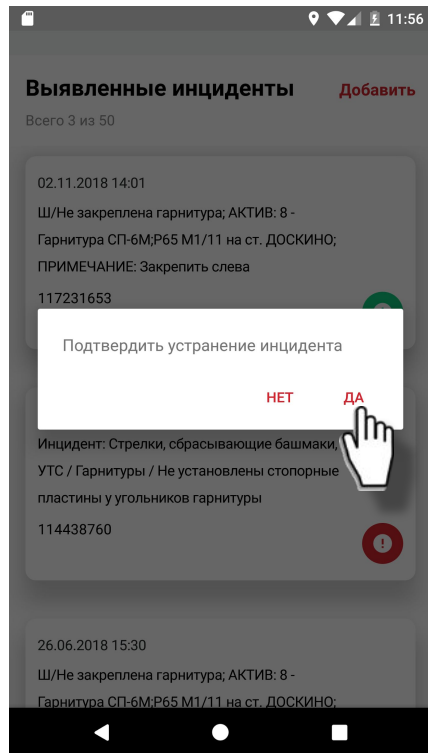 11:56
Выявленные инциденты Добавить
Всего 3 из 50
02.11.2018 14:01
Ш/Не закреплена гарнитура; АКТИВ: 8 -
Гарнитура СП-6М;Р65 М1/11 на ст. ДОСКИНО;
ПРИМЕЧАНИЕ: Закрепить слева
117231653
Подтвердить устранение инцидента
НЕТ ДА
Инцидент: Стрелки, сбрасывающие башмаки,
УТС / Гарнитуры / Не установлены стопорные
пластины у угольников гарнитуры
114438760
26.06.2018 15:30
Ш/Не закреплена гарнитура; АКТИВ: 8 -
Гарнитура СП-6М;Р65 М1/11 на ст. ДОСКИНО;